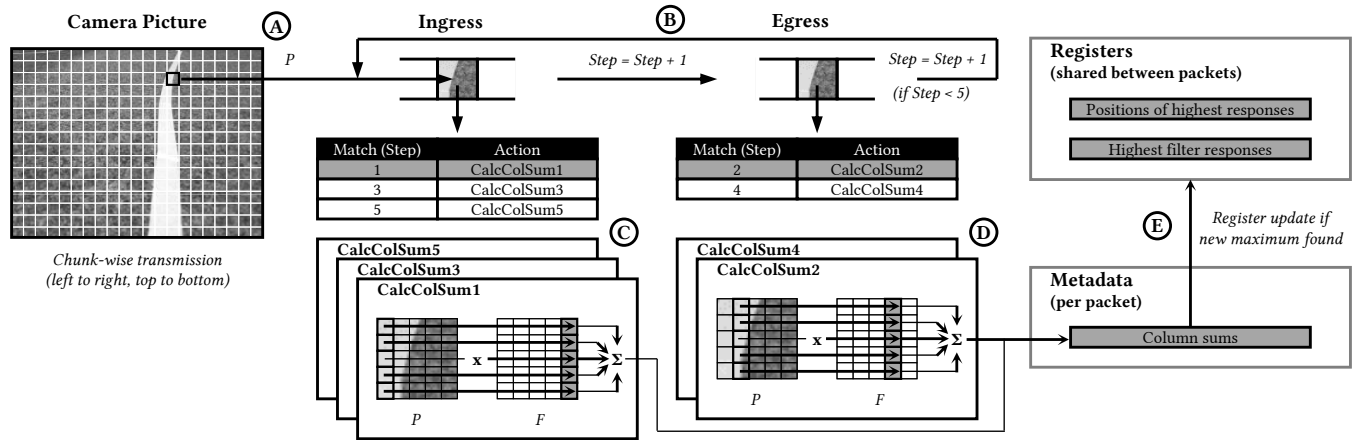 Camera Picture
A
Ingress
B
Egress
P
Step = Step + 1
Step = Step + 1
(if Step < 5)
Registers
(shared between packets)
Positions of highest responses
Highest filter responses
Match (Step) Action
1 CalcColSum1
3 CalcColSum3
5 CalcColSum5
Match (Step) Action
2 CalcColSum2
4 CalcColSum4
Chunk-wise transmission
(left to right, top to bottom)
C
CalcColSum5
CalcColSum3
CalcColSum1
x
Σ
P
F
D
CalcColSum4
CalcColSum2
x
Σ
P
F
E
Register update if
new maximum found
Metadata
(per packet)
Column sums